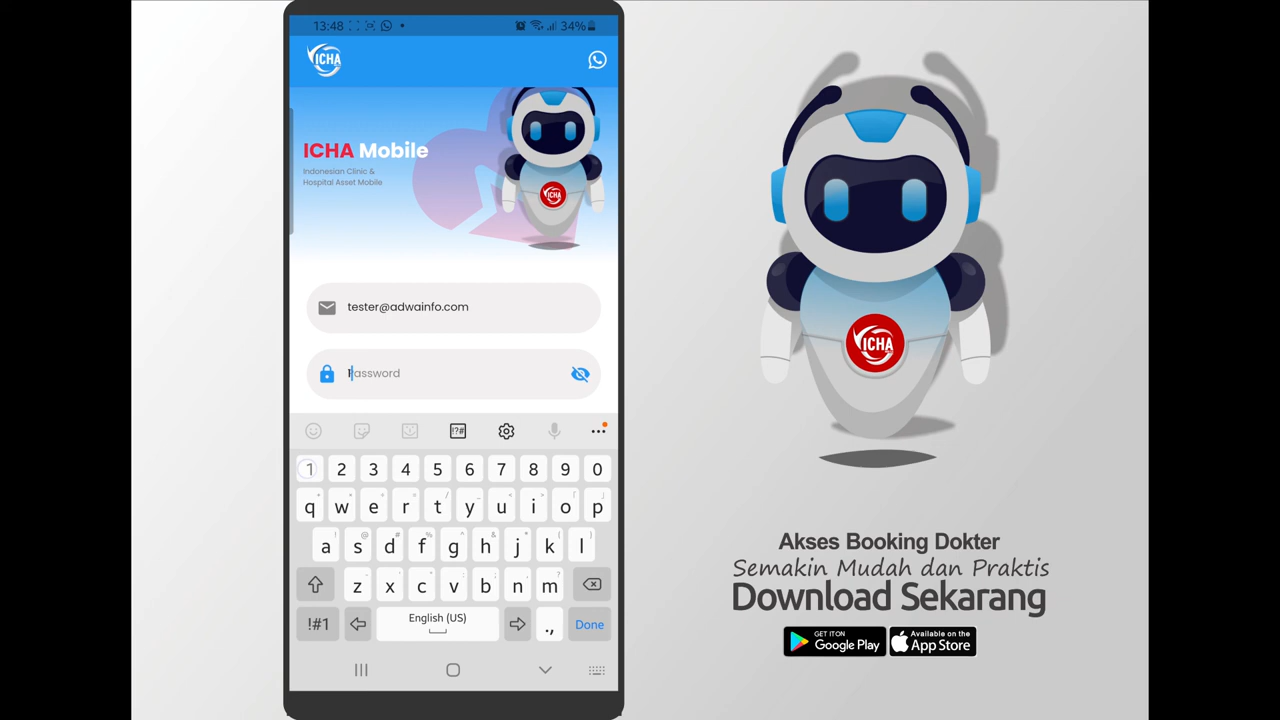 13:48
34%
ICHA
ICHA Mobile
Indonesian Clinic &
Hospital Asset Mobile
ICHA
tester@adwainfo.com
Password
!?#
1 2 3 4 5 6 7 8 9 0
q w e r t y u i o p
a s d f g h j k l
z x c v b n m
!#1
English (US)
.,
Done
ICHA
Akses Booking Dokter
Semakin Mudah dan Praktis
Download Sekarang
GET IT ON
Google Play
Available on the
App Store